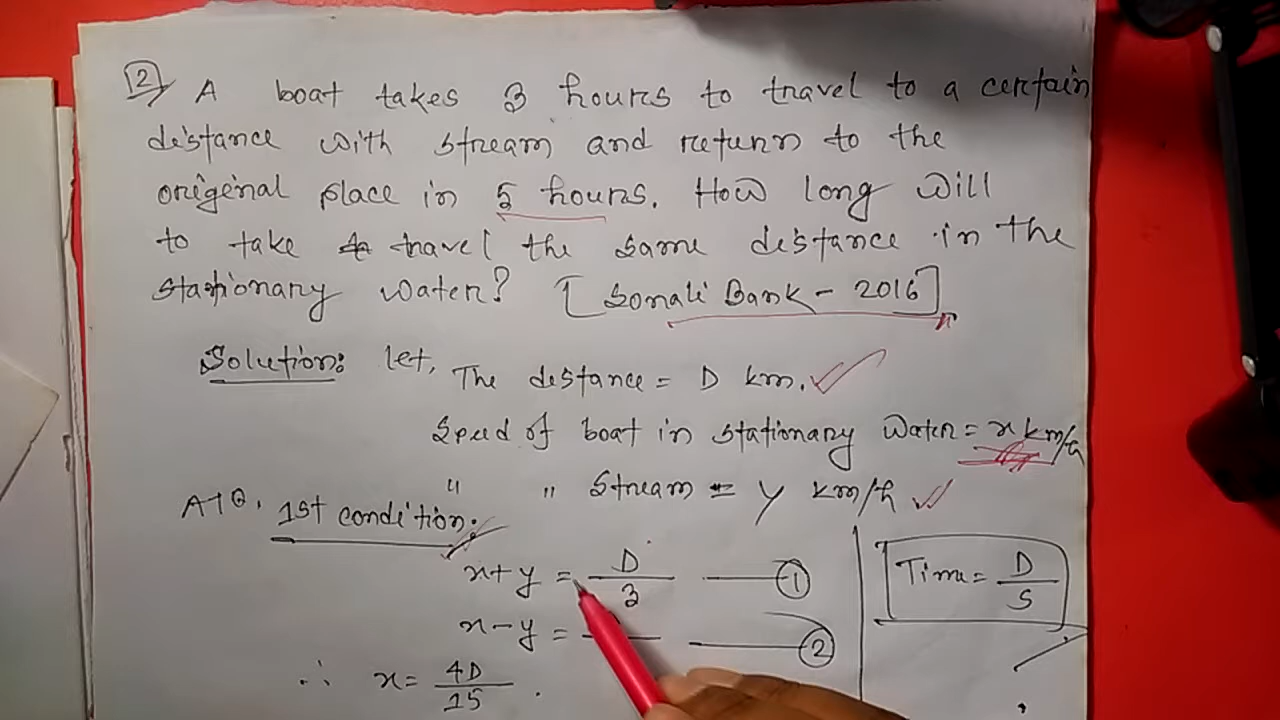 2) A boat takes 3 hours to travel to a certain
distance with stream and return to the
original place in 5 hours. How long will
to take travel the same distance in the
stationary water? [Sonali Bank - 2016]
Solution: let, The distance = D km.
Speed of boat in stationary water = x km/h
" " Stream = y km/h
ATQ, 1st condition:
x + y = D/3 —— 1
x - y = —— 2
∴ x = 4D/15 .
Time = D/S